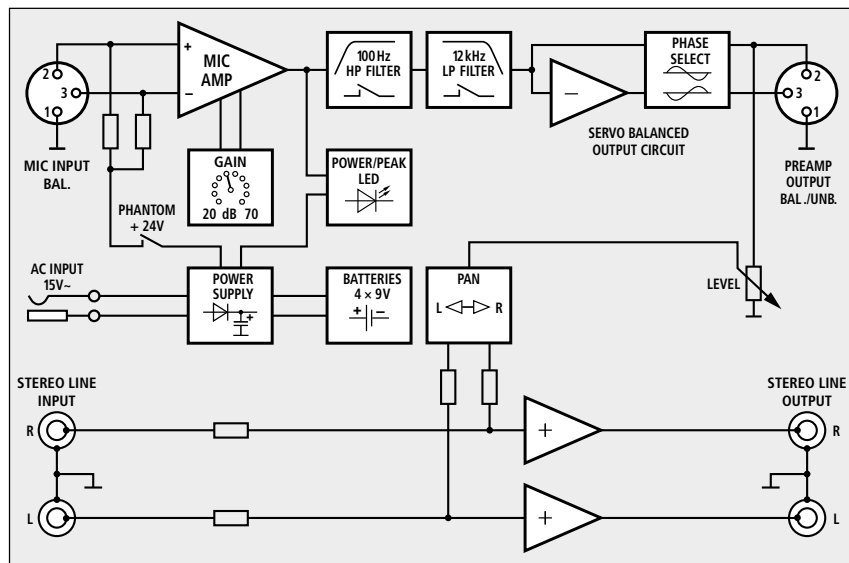 MIC
AMP
100 Hz
HP FILTER
12 kHz
LP FILTER
PHASE
SELECT
2
3
1
+
−
−
2
3
1
MIC INPUT
BAL.
GAIN
20 dB 70
POWER/PEAK
LED
SERVO BALANCED
OUTPUT CIRCUIT
PREAMP
OUTPUT
BAL./UNB.
PHANTOM
+ 24V
AC INPUT
15V~
POWER
SUPPLY
+
BATTERIES
4 × 9V
+ −
PAN
L R
LEVEL
STEREO LINE
INPUT
STEREO LINE
OUTPUT
R
+
R
L
+
L